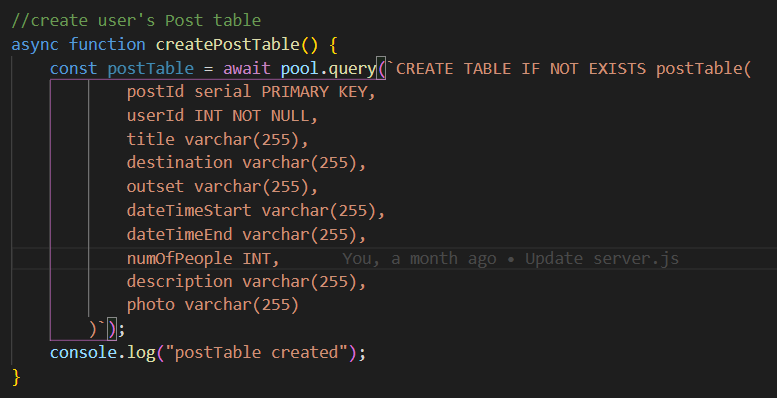 //create user's Post table
async function createPostTable() {
const postTable = await pool.query(`CREATE TABLE IF NOT EXISTS postTable(
postId serial PRIMARY KEY,
userId INT NOT NULL,
title varchar(255),
destination varchar(255),
outset varchar(255),
dateTimeStart varchar(255),
dateTimeEnd varchar(255),
numOfPeople INT, You, a month ago • Update server.js
description varchar(255),
photo varchar(255)
)`);
console.log("postTable created");
}